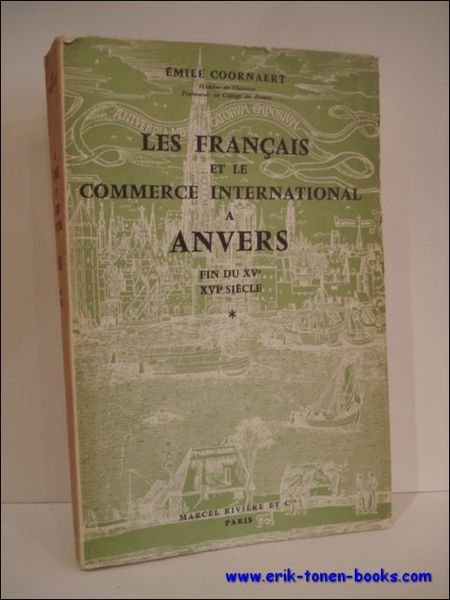 ÉMILE COORNAERT
Membre de l'Institut
Professeur au Collège de France
LES FRANÇAIS
ET LE
COMMERCE INTERNATIONAL
A
ANVERS
FIN DU XVe
XVIe SIÈCLE
*
MARCEL RIVIÈRE ET Cie
PARIS
www.erik-tonen-books.com